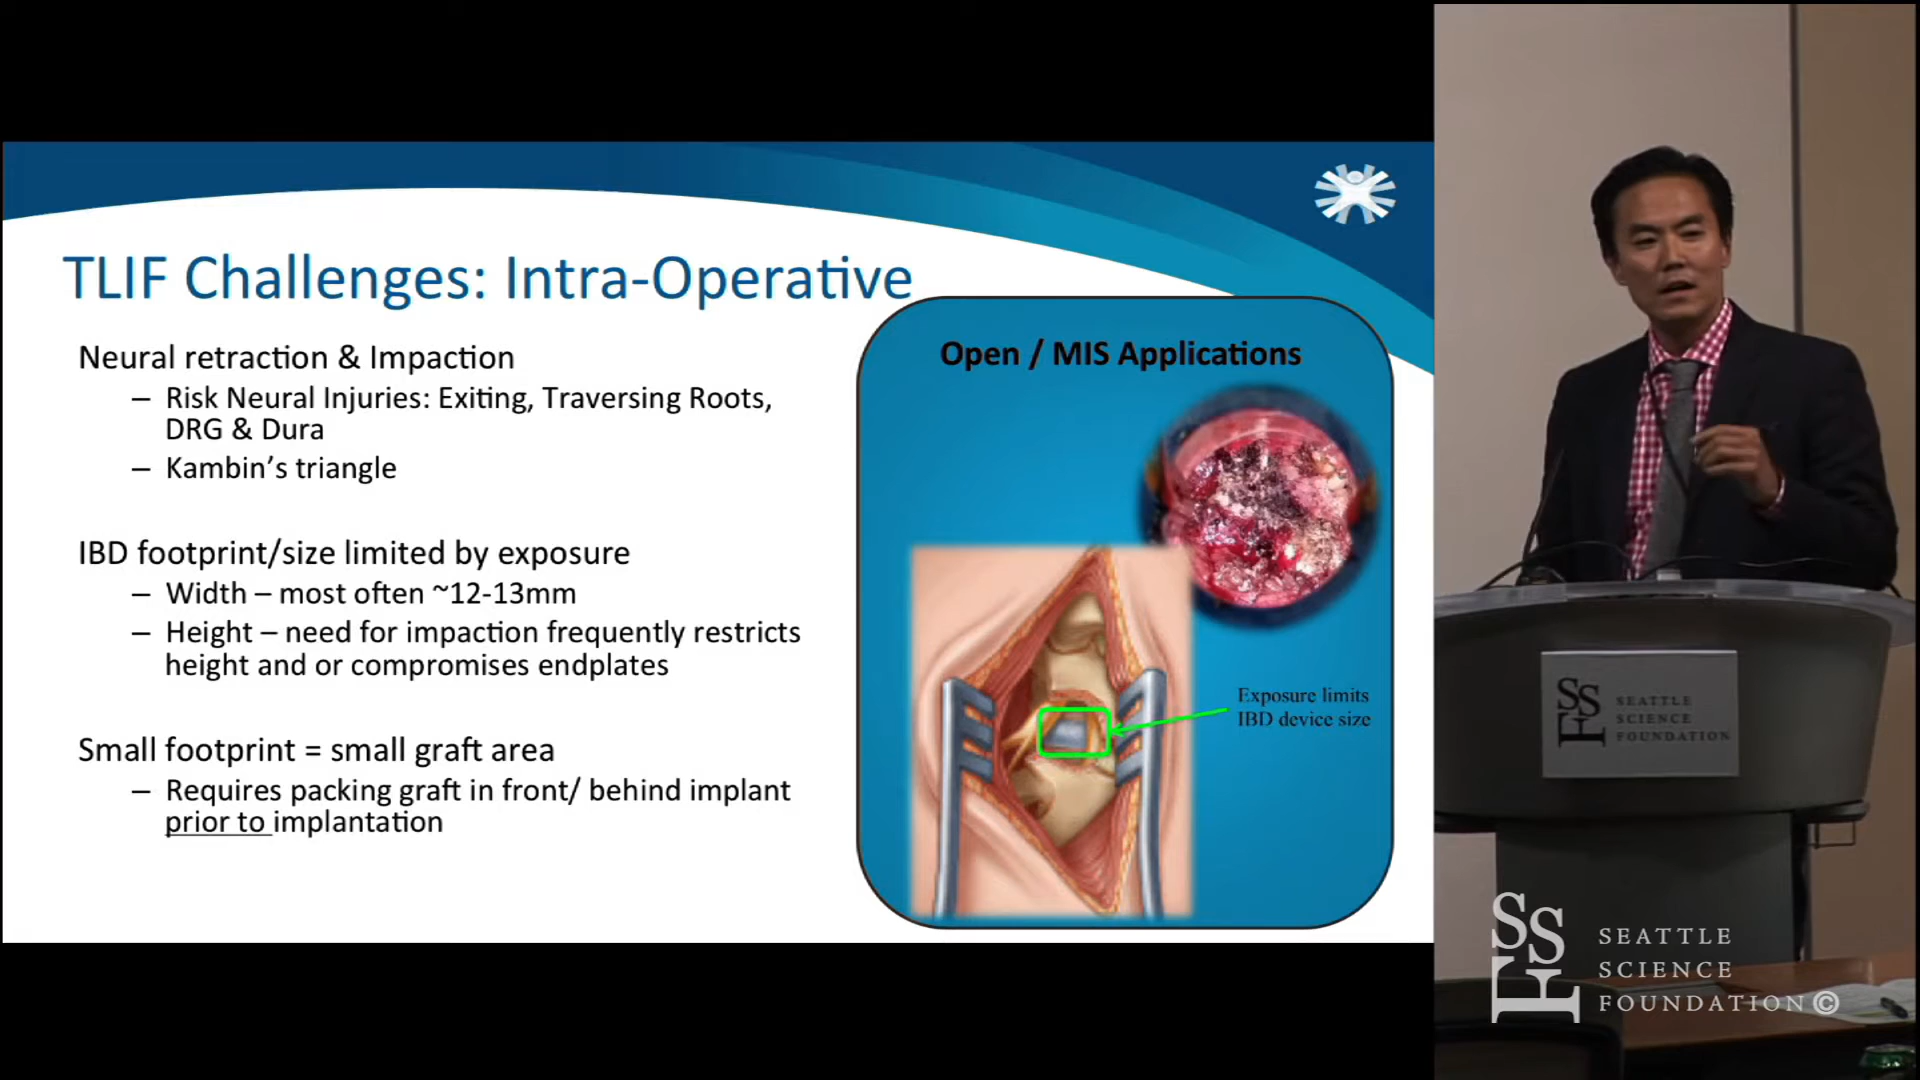 TLIF Challenges: Intra-Operative
Neural retraction & Impaction
– Risk Neural Injuries: Exiting, Traversing Roots,
DRG & Dura
– Kambin's triangle
IBD footprint/size limited by exposure
– Width – most often ~12-13mm
– Height – need for impaction frequently restricts
height and or compromises endplates
Small footprint = small graft area
– Requires packing graft in front/ behind implant
prior to implantation
Open / MIS Applications
Exposure limits
IBD device size
SSF
SEATTLE
SCIENCE
FOUNDATION
SSF
SEATTLE
SCIENCE
FOUNDATION©